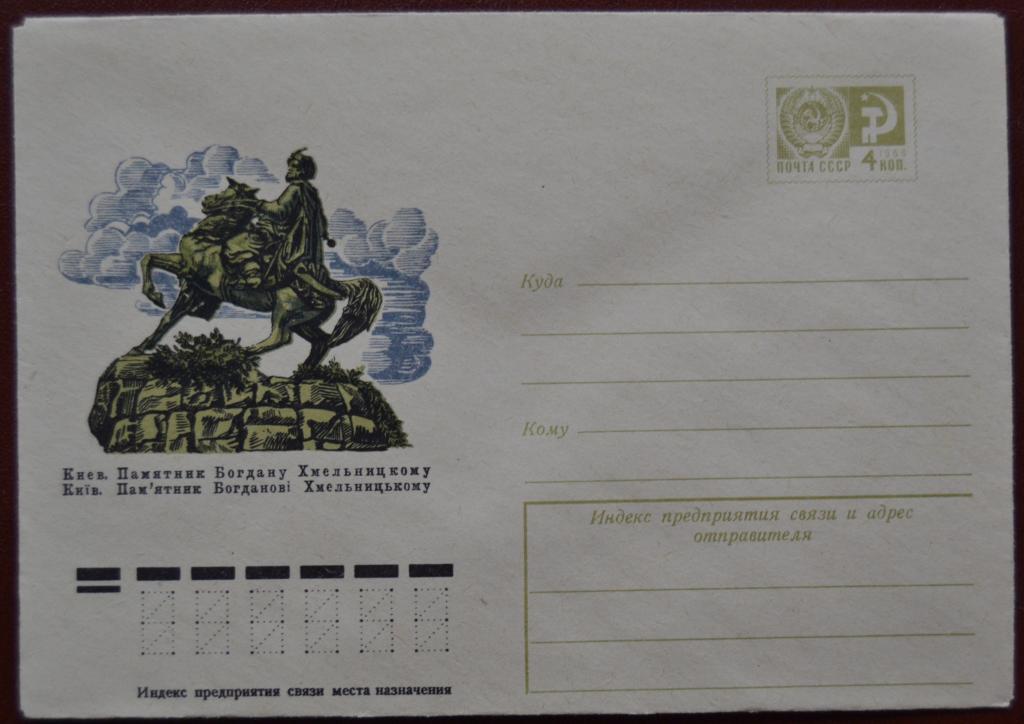 ПОЧТА СССР
1966
4 КОП.
Куда
Кому
Киев. Памятник Богдану Хмельницкому
Київ. Пам'ятник Богданові Хмельницькому
Индекс предприятия связи и адрес
отправителя
Индекс предприятия связи места назначения